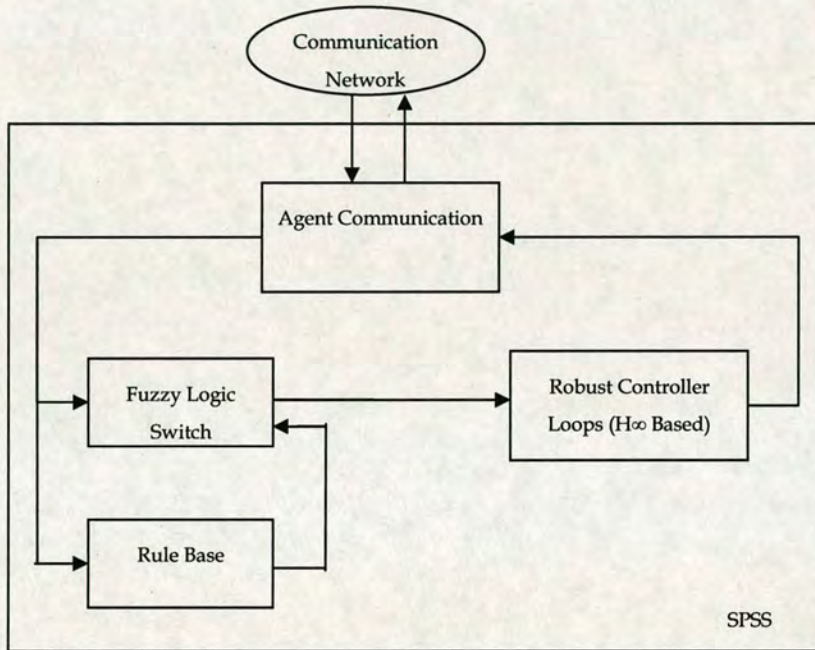 Communication
Network
Agent Communication
Fuzzy Logic
Switch
Robust Controller
Loops (H∞ Based)
Rule Base
SPSS